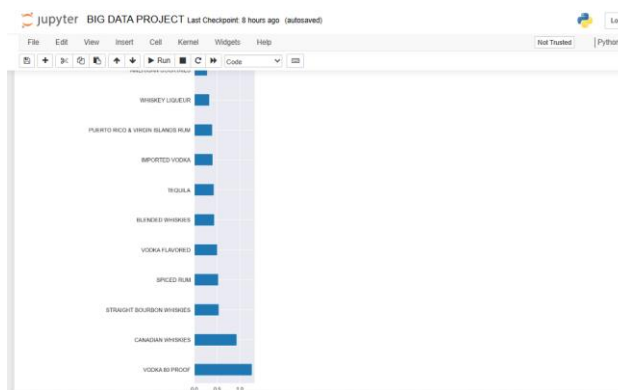 jupyter BIG DATA PROJECT Last Checkpoint: 8 hours ago (autosaved)
File Edit View Insert Cell Kernel Widgets Help Not Trusted Python
Run Code
WHISKEY LIQUEUR
PUERTO RICO & VIRGIN ISLANDS RUM
IMPORTED VODKA
TEQUILA
BLENDED WHISKIES
VODKA FLAVORED
SPICED RUM
STRAIGHT BOURBON WHISKIES
CANADIAN WHISKIES
VODKA 80 PROOF